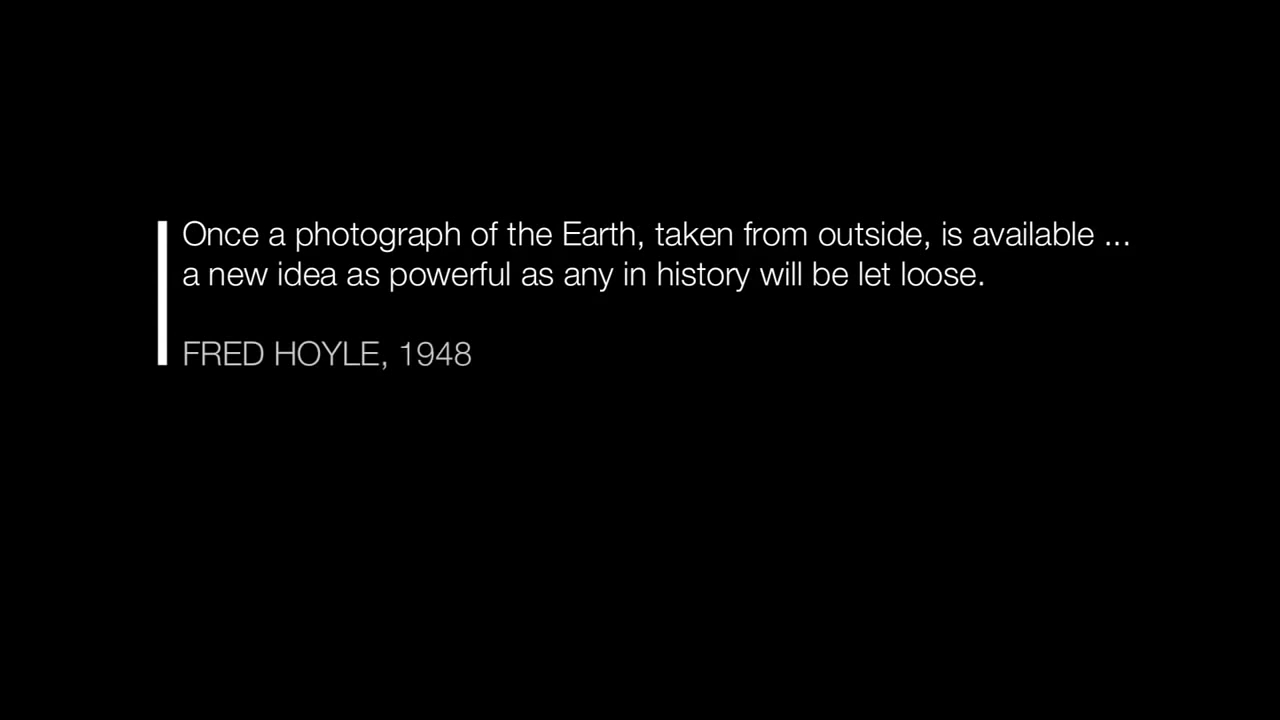 Once a photograph of the Earth, taken from outside, is available ...
a new idea as powerful as any in history will be let loose.
FRED HOYLE, 1948